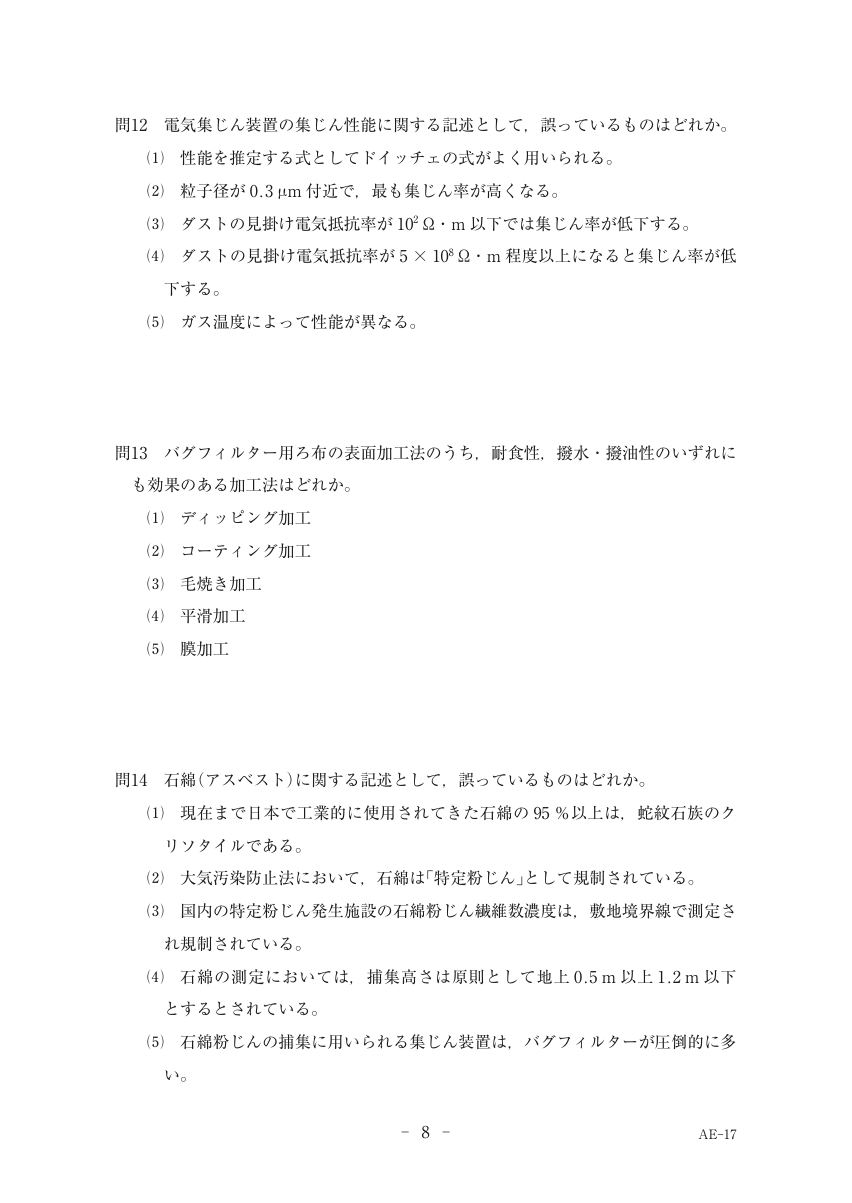 問12　電気集じん装置の集じん性能に関する記述として，誤っているものはどれか。
⑴　性能を推定する式としてドイッチェの式がよく用いられる。
⑵　粒子径が 0.3 μm 付近で，最も集じん率が高くなる。
⑶　ダストの見掛け電気抵抗率が 10² Ω・m 以下では集じん率が低下する。
⑷　ダストの見掛け電気抵抗率が 5 × 10⁸ Ω・m 程度以上になると集じん率が低
下する。
⑸　ガス温度によって性能が異なる。
問13　バグフィルター用ろ布の表面加工法のうち，耐食性，撥水・撥油性のいずれに
も効果のある加工法はどれか。
⑴　ディッピング加工
⑵　コーティング加工
⑶　毛焼き加工
⑷　平滑加工
⑸　膜加工
問14　石綿(アスベスト)に関する記述として，誤っているものはどれか。
⑴　現在まで日本で工業的に使用されてきた石綿の 95 %以上は，蛇紋石族のク
リソタイルである。
⑵　大気汚染防止法において，石綿は「特定粉じん」として規制されている。
⑶　国内の特定粉じん発生施設の石綿粉じん繊維数濃度は，敷地境界線で測定さ
れ規制されている。
⑷　石綿の測定においては，捕集高さは原則として地上 0.5 m 以上 1.2 m 以下
とするとされている。
⑸　石綿粉じんの捕集に用いられる集じん装置は，バグフィルターが圧倒的に多
い。
－ 8 －
AE-17